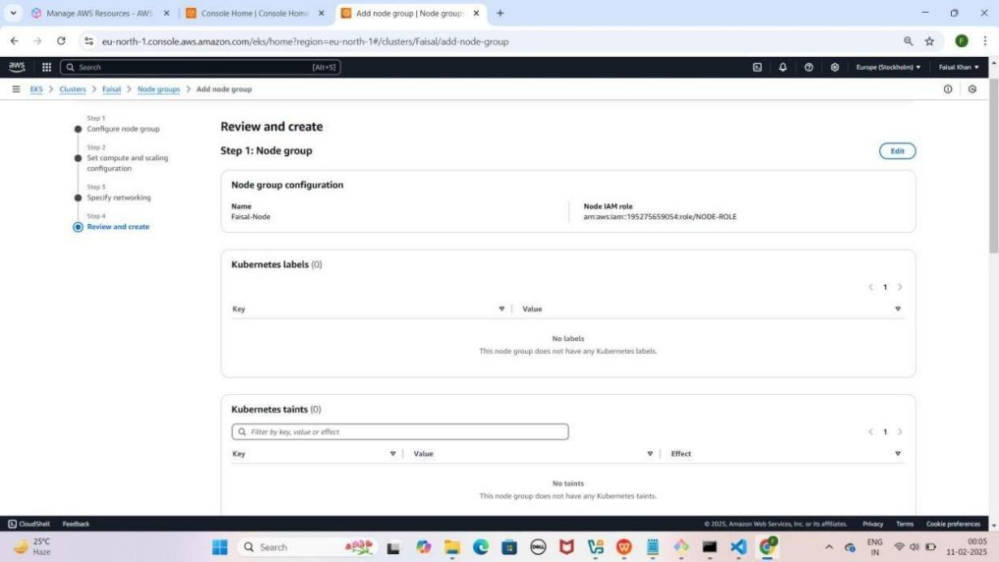 Manage AWS Resources - AWS
Console Home | Console Home
Add node group | Node group
eu-north-1.console.aws.amazon.com/eks/home?region=eu-north-1#/clusters/Faisal/add-node-group
aws
Search
[Alt+S]
Europe (Stockholm)
Faisal Khan
EKS > Clusters > Faisal > Node groups > Add node group
Step 1
Configure node group
Step 2
Set compute and scaling
configuration
Step 3
Specify networking
Step 4
Review and create
Review and create
Step 1: Node group
Edit
Node group configuration
Name
Faisal-Node
Node IAM role
arn:aws:iam::195275659054:role/NODE-ROLE
Kubernetes labels (0)
1
Key
Value
No labels
This node group does not have any Kubernetes labels.
Kubernetes taints (0)
Filter by key, value or effect
1
Key
Value
Effect
No taints
This node group does not have any Kubernetes taints.
CloudShell
Feedback
© 2025, Amazon Web Services, Inc. or its affiliates.
Privacy
Terms
Cookie preferences
25°C
Haze
Search
DELL
ENG
IN
00:05
11-02-2025